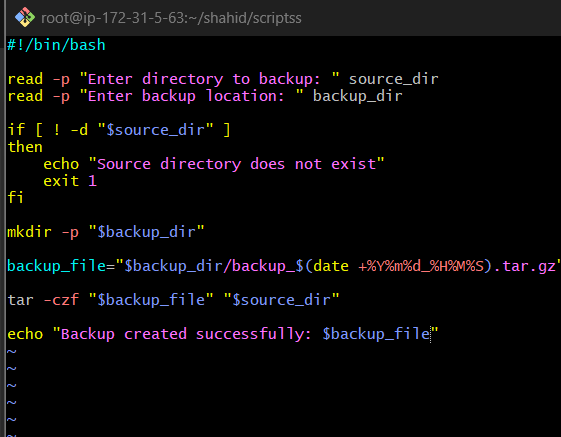 root@ip-172-31-5-63:~/shahid/scriptss
#!/bin/bash
read -p "Enter directory to backup: " source_dir
read -p "Enter backup location: " backup_dir
if [ ! -d "$source_dir" ]
then
    echo "Source directory does not exist"
    exit 1
fi
mkdir -p "$backup_dir"
backup_file="$backup_dir/backup_$(date +%Y%m%d_%H%M%S).tar.gz"
tar -czf "$backup_file" "$source_dir"
echo "Backup created successfully: $backup_file"
~
~
~
~
~
~